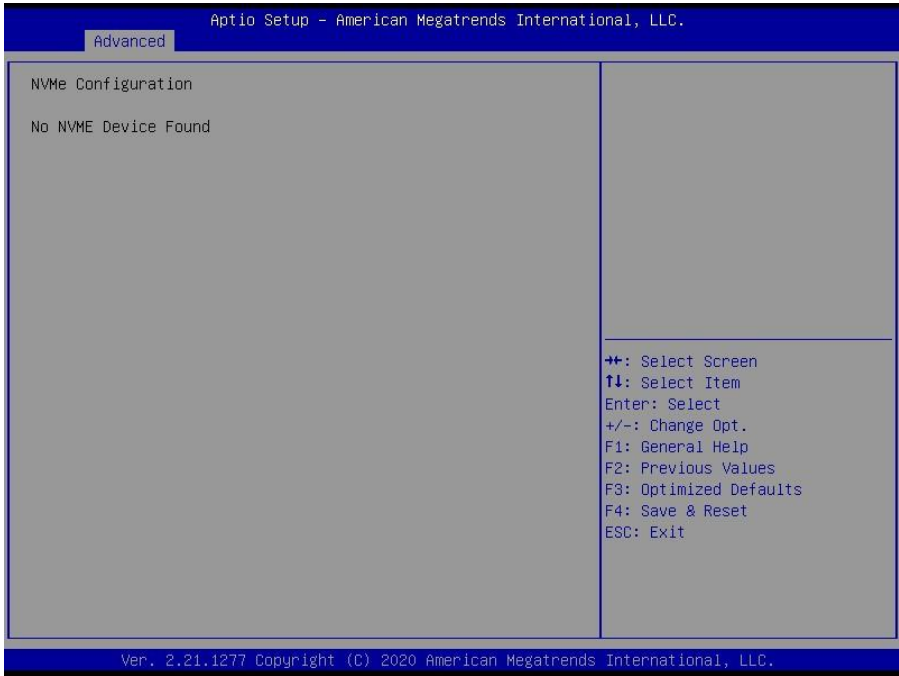 Aptio Setup – American Megatrends International, LLC.
Advanced
NVMe Configuration
No NVME Device Found
→←: Select Screen
↑↓: Select Item
Enter: Select
+/-: Change Opt.
F1: General Help
F2: Previous Values
F3: Optimized Defaults
F4: Save & Reset
ESC: Exit
Ver. 2.21.1277 Copyright (C) 2020 American Megatrends International, LLC.